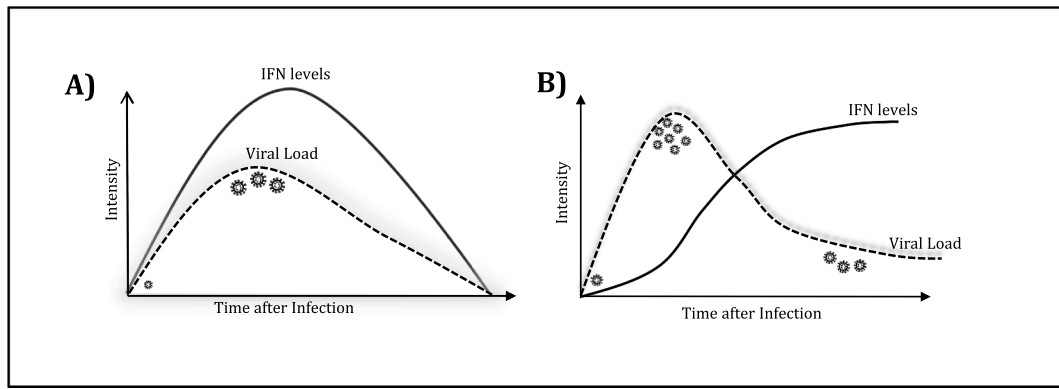 A)
IFN levels
Viral Load
Intensity
Time after Infection
B)
IFN levels
Viral Load
Intensity
Time after Infection